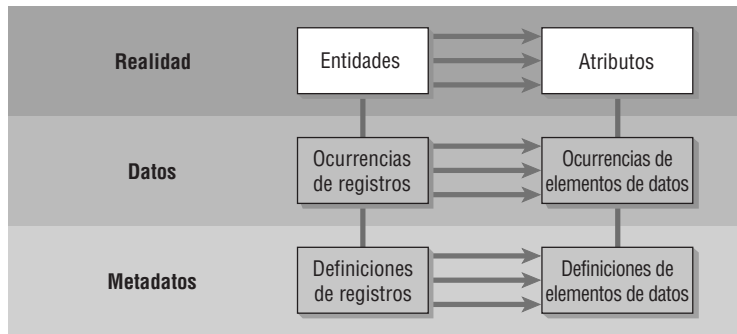 Realidad
Entidades
Atributos
Datos
Ocurrencias
de registros
Ocurrencias de
elementos de datos
Metadatos
Definiciones
de registros
Definiciones de
elementos de datos